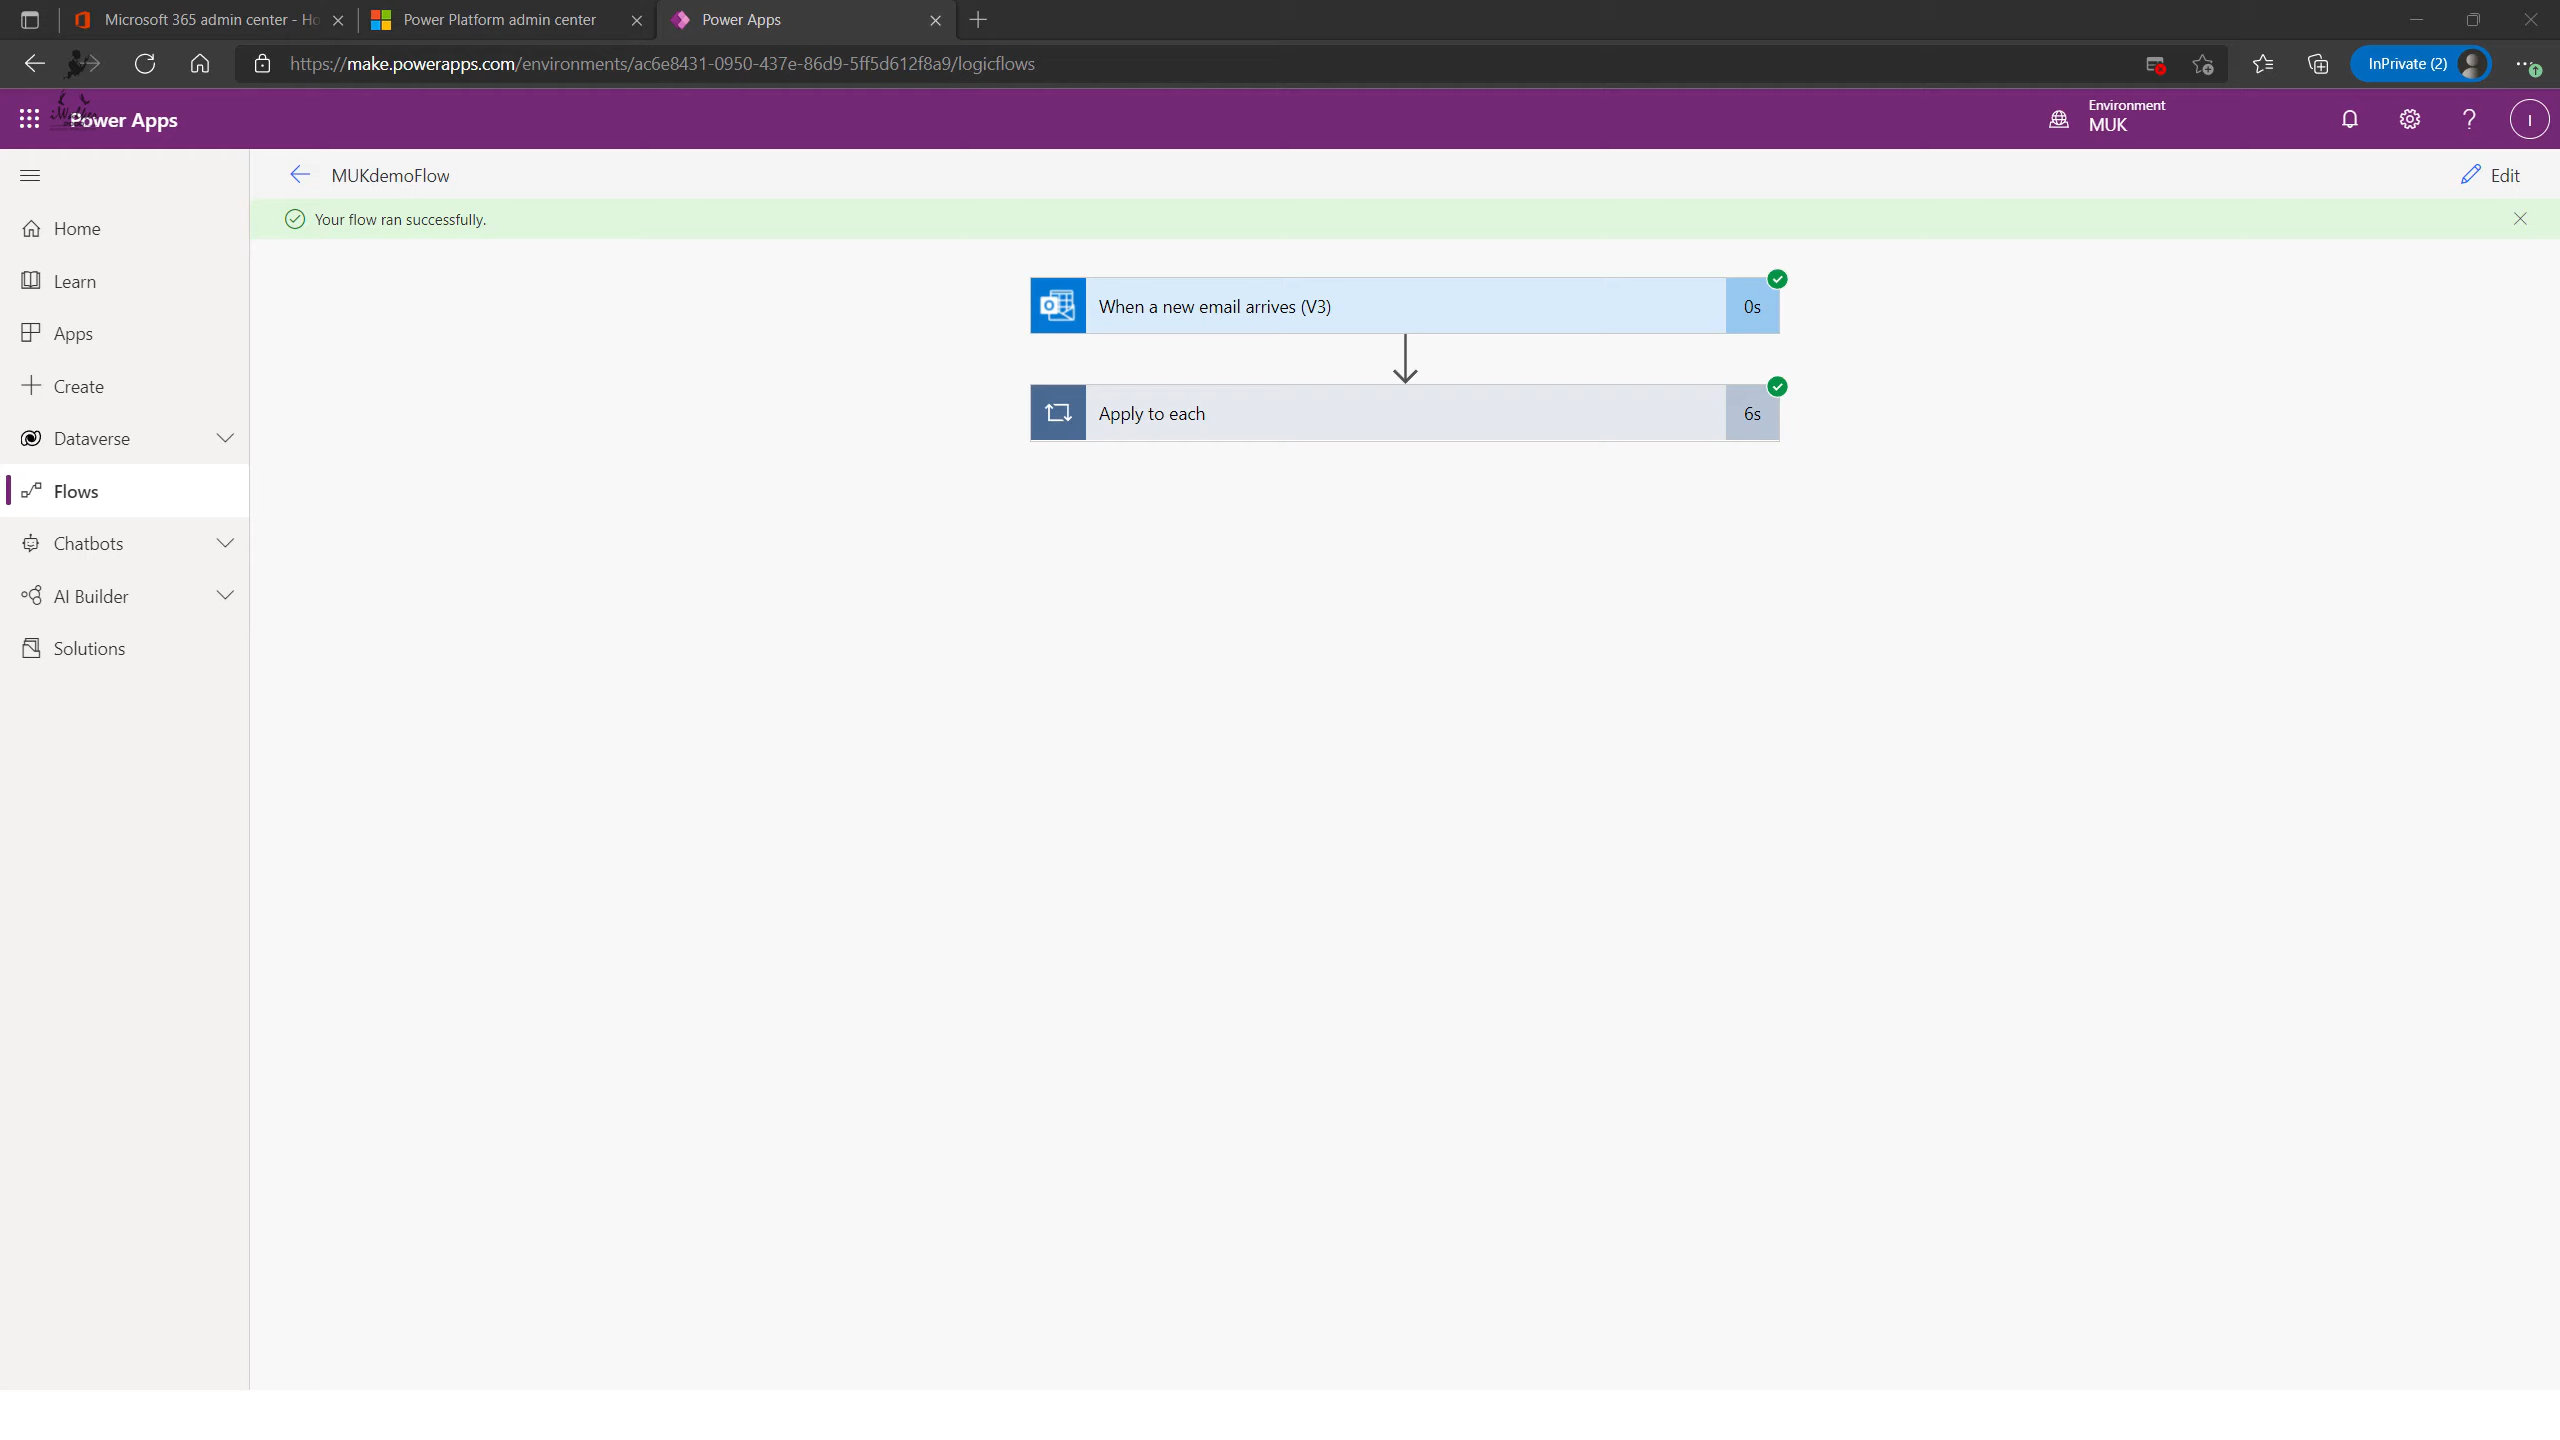 Microsoft 365 admin center - Ho
Power Platform admin center
Power Apps
https://make.powerapps.com/environments/ac6e8431-0950-437e-86d9-5ff5d612f8a9/logicflows
InPrivate (2)
Power Apps
Environment
MUK
I
MUKdemoFlow
Edit
Your flow ran successfully.
Home
Learn
Apps
Create
Dataverse
Flows
Chatbots
AI Builder
Solutions
When a new email arrives (V3)
0s
Apply to each
6s